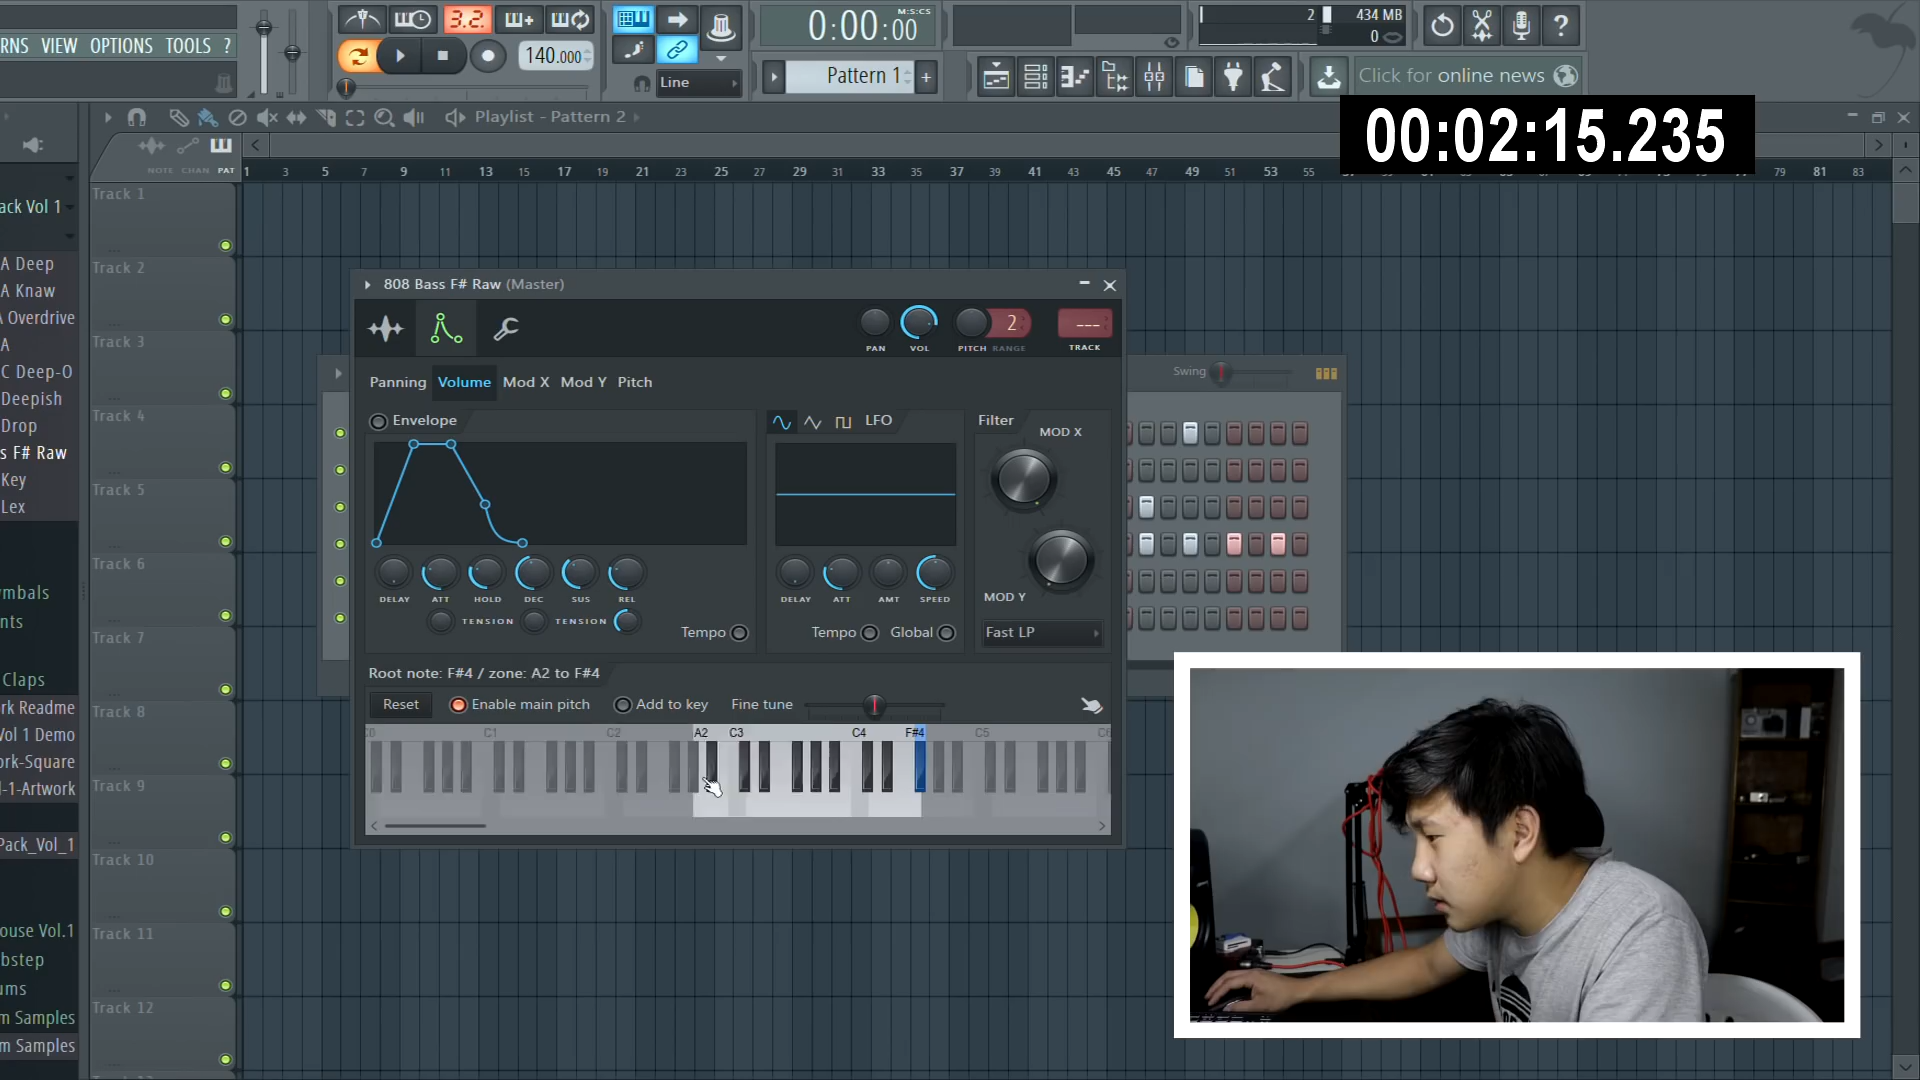 RNS VIEW OPTIONS TOOLS ?
3.2.
140.000
Line
0:00:00
M:S:CS
Pattern 1
+
2
434 MB
0
?
Click for online news
00:02:15.235
Playlist - Pattern 2
NOTE CHAN PAT
1 3 5 7 9 11 13 15 17 19 21 23 25 27 29 31 33 35 37 39 41 43 45 47 49 51 53 55 79 81 83
ack Vol 1
A Deep
A Knaw
A Overdrive
A
C Deep-O
Deepish
Drop
s F# Raw
Key
Lex
ymbals
nts
Claps
rk Readme
Vol 1 Demo
ork-Square
l-1-Artwork
Pack_Vol_1
ouse Vol.1
bstep
ums
m Samples
m Samples
Track 1
Track 2
Track 3
Track 4
Track 5
Track 6
Track 7
Track 8
Track 9
Track 10
Track 11
Track 12
808 Bass F# Raw (Master)
PAN VOL PITCH RANGE
2
---
TRACK
Swing
Panning Volume Mod X Mod Y Pitch
Envelope
LFO
Filter
MOD X
MOD Y
DELAY ATT HOLD DEC SUS REL
TENSION TENSION
Tempo
DELAY ATT AMT SPEED
Tempo Global
Fast LP
Root note: F#4 / zone: A2 to F#4
Reset Enable main pitch Add to key Fine tune
C0 C1 C2 A2 C3 C4 F#4 C5 C6